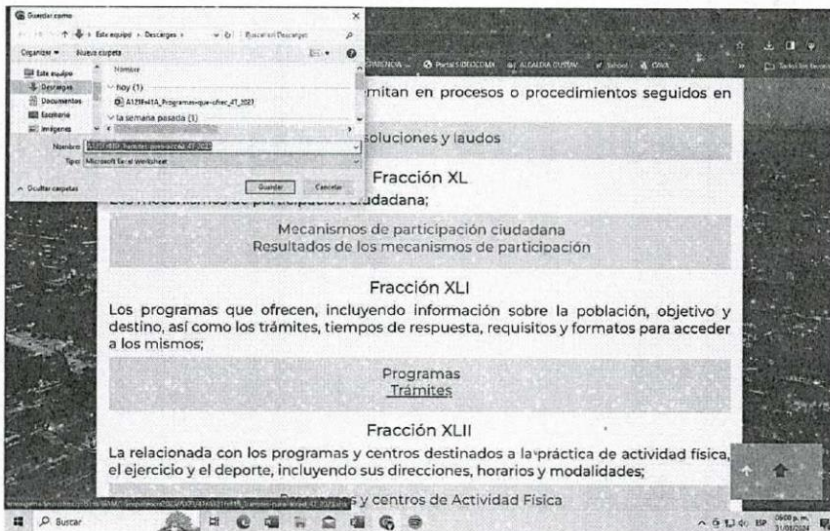 Guardar como
Este equipo > Descargas
Buscar en Descargas
Organizar
Nueva carpeta
Este equipo
Descargas
Documentos
Escritorio
Imágenes
Nombre
hoy (1)
la semana pasada (1)
Nombre:
Tipo: Microsoft Excel Worksheet
Ocultar carpetas
Guardar
Cancelar
mitan en procesos o procedimientos seguidos en
soluciones y laudos
Fracción XL
Los mecanismos de participación ciudadana;
Mecanismos de participación ciudadana
Resultados de los mecanismos de participación
Fracción XLI
Los programas que ofrecen, incluyendo información sobre la población, objetivo y
destino, así como los trámites, tiempos de respuesta, requisitos y formatos para acceder
a los mismos;
Programas
Trámites
Fracción XLII
La relacionada con los programas y centros destinados a la práctica de actividad física,
el ejercicio y el deporte, incluyendo sus direcciones, horarios y modalidades;
y centros de Actividad Física
Buscar
ESP
06:00 p. m.